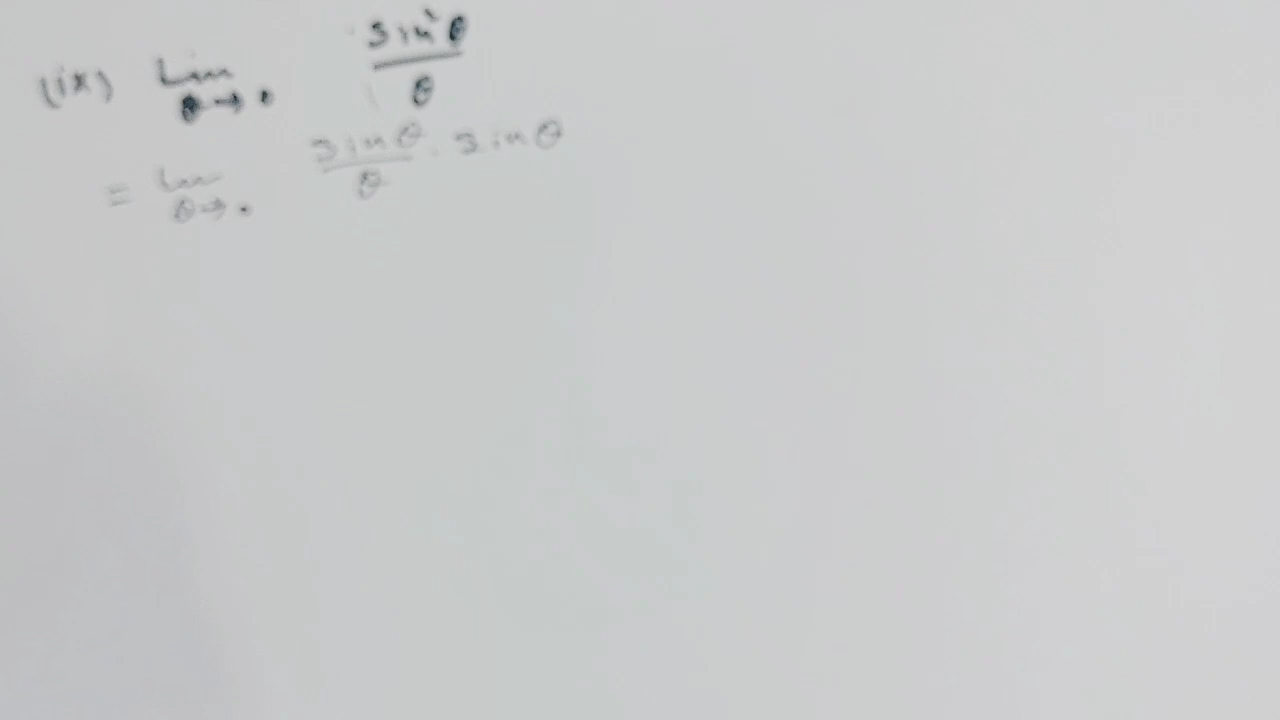 (ix) Lim θ→0 sin²θ/θ
= Lim θ→0 sinθ/θ . sinθ